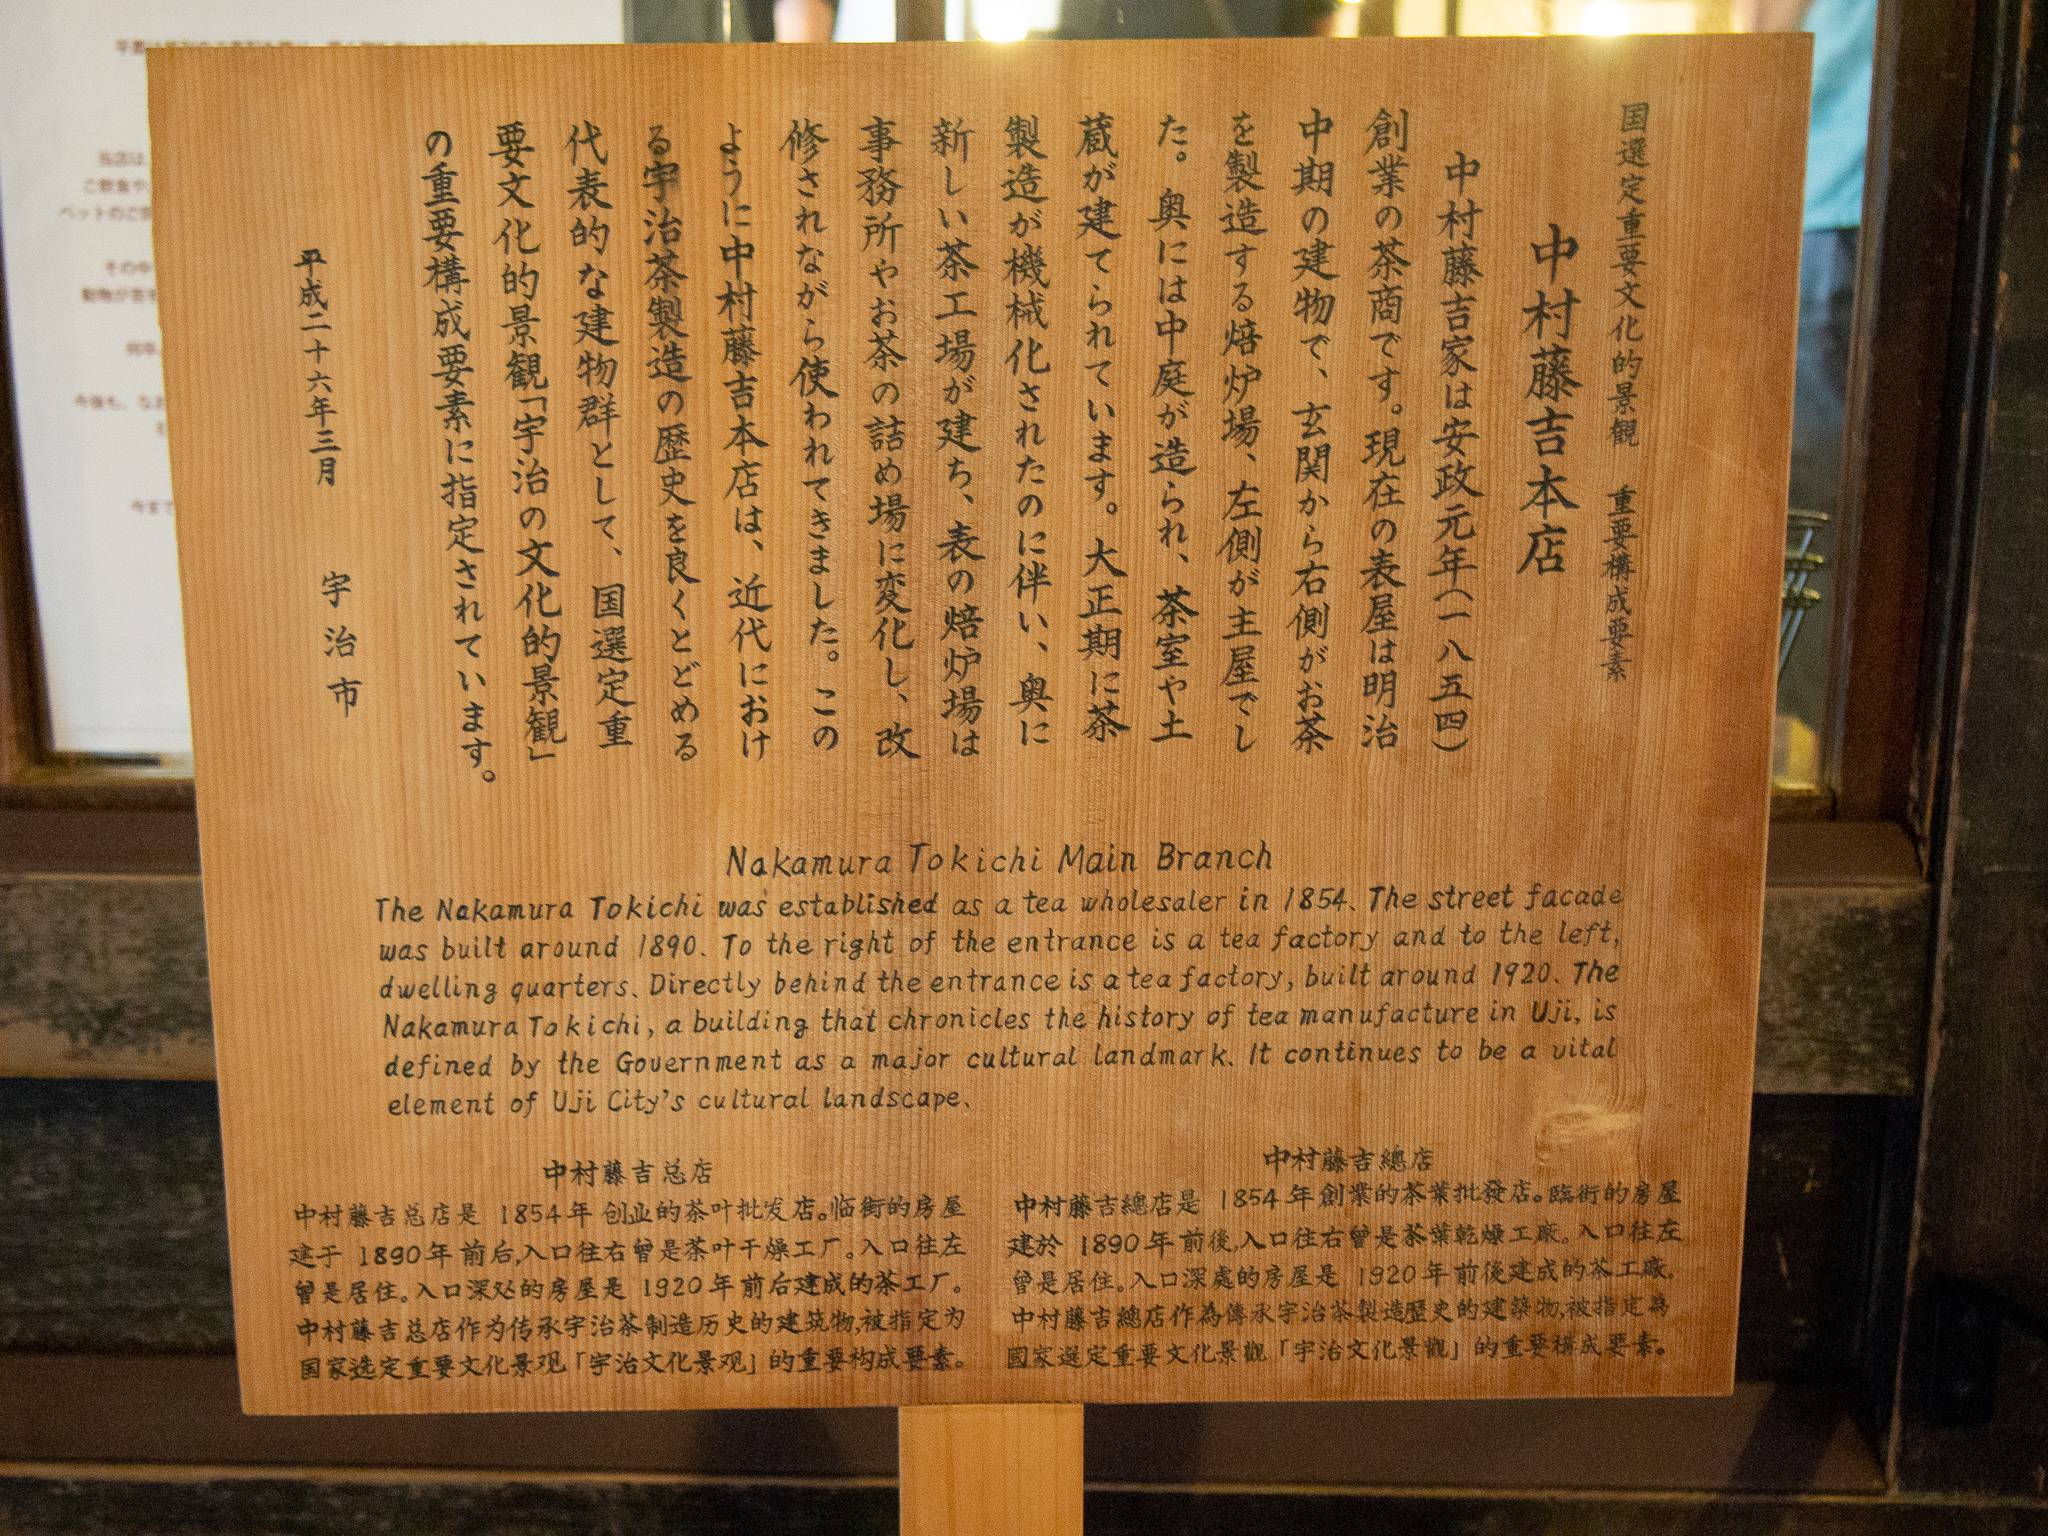 国選定重要文化的景観 重要構成要素
中村藤吉本店
中村藤吉家は安政元年(一八五四)
創業の茶商です。現在の表屋は明治
中期の建物で、玄関から右側がお茶
を製造する焙炉場、左側が主屋でし
た。奥には中庭が造られ、茶室や土
蔵が建てられています。大正期に茶
製造が機械化されたのに伴い、奥に
新しい茶工場が建ち、表の焙炉場は
事務所やお茶の詰め場に変化し、改
修されながら使われてきました。この
ように中村藤吉本店は、近代におけ
る宇治茶製造の歴史を良くとどめる
代表的な建物群として、国選定重
要文化的景観「宇治の文化的景観」
の重要構成要素に指定されています。
平成二十六年三月 宇治市
Nakamura Tokichi Main Branch
The Nakamura Tokichi was established as a tea wholesaler in 1854. The street facade
was built around 1890. To the right of the entrance is a tea factory and to the left,
dwelling quarters. Directly behind the entrance is a tea factory, built around 1920. The
Nakamura Tokichi, a building that chronicles the history of tea manufacture in Uji, is
defined by the Government as a major cultural landmark. It continues to be a vital
element of Uji City's cultural landscape.
中村藤吉总店
中村藤吉总店是 1854年 创业的茶叶批发店。临街的房屋
建于 1890年前后,入口往右曾是茶叶干燥工厂。入口往左
曾是居住。入口深处的房屋是 1920年前后建成的茶工厂。
中村藤吉总店作为传承宇治茶制造历史的建筑物,被指定为
国家选定重要文化景观「宇治文化景观」的重要构成要素。
中村藤吉總店
中村藤吉總店是 1854年創業的茶葉批發店。臨街的房屋
建於 1890年前後,入口往右曾是茶葉乾燥工廠。入口往左
曾是居住。入口深處的房屋是 1920年前後建成的茶工廠。
中村藤吉總店作為傳承宇治茶製造歷史的建築物,被指定為
國家選定重要文化景觀「宇治文化景觀」的重要構成要素。